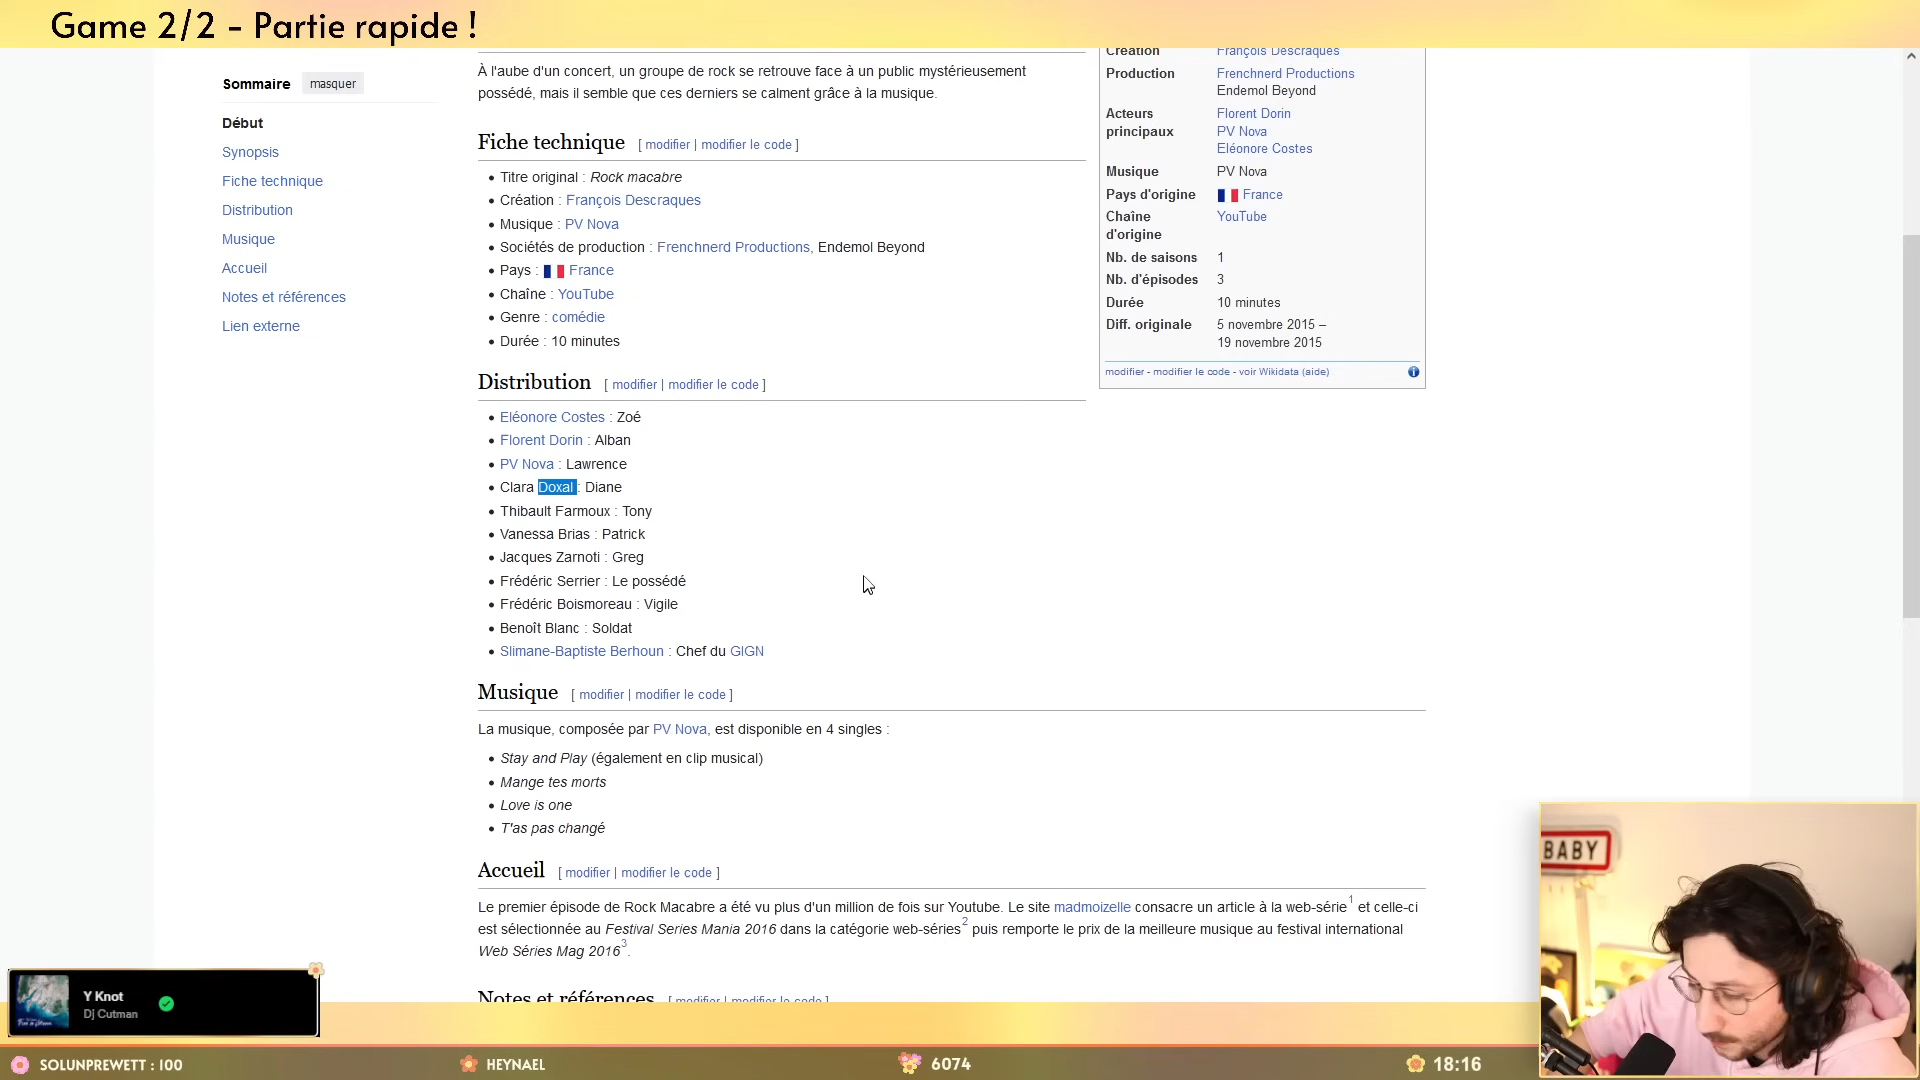 Game 2/2 - Partie rapide !
Sommaire masquer
Début
Synopsis
Fiche technique
Distribution
Musique
Accueil
Notes et références
Lien externe
À l'aube d'un concert, un groupe de rock se retrouve face à un public mystérieusement
possédé, mais il semble que ces derniers se calment grâce à la musique.
Fiche technique [ modifier | modifier le code ]
• Titre original : Rock macabre
• Création : François Descraques
• Musique : PV Nova
• Sociétés de production : Frenchnerd Productions, Endemol Beyond
• Pays : France
• Chaîne : YouTube
• Genre : comédie
• Durée : 10 minutes
Distribution [ modifier | modifier le code ]
• Eléonore Costes : Zoé
• Florent Dorin : Alban
• PV Nova : Lawrence
• Clara Doxal : Diane
• Thibault Farmoux : Tony
• Vanessa Brias : Patrick
• Jacques Zarnoti : Greg
• Frédéric Serrier : Le possédé
• Frédéric Boismoreau : Vigile
• Benoît Blanc : Soldat
• Slimane-Baptiste Berhoun : Chef du GIGN
Musique [ modifier | modifier le code ]
La musique, composée par PV Nova, est disponible en 4 singles :
• Stay and Play (également en clip musical)
• Mange tes morts
• Love is one
• T'as pas changé
Accueil [ modifier | modifier le code ]
Le premier épisode de Rock Macabre a été vu plus d'un million de fois sur Youtube. Le site madmoizelle consacre un article à la web-série1 et celle-ci
est sélectionnée au Festival Series Mania 2016 dans la catégorie web-séries2 puis remporte le prix de la meilleure musique au festival international
Web Séries Mag 20163.
Notes et références [ modifier | modifier le code ]
Création François Descraques
Production Frenchnerd Productions
Endemol Beyond
Acteurs Florent Dorin
principaux PV Nova
Eléonore Costes
Musique PV Nova
Pays d'origine France
Chaîne YouTube
d'origine
Nb. de saisons 1
Nb. d'épisodes 3
Durée 10 minutes
Diff. originale 5 novembre 2015 –
19 novembre 2015
modifier - modifier le code - voir Wikidata (aide)
BABY
Y Knot
Dj Cutman
SOLUNPREWETT : 100
HEYNAEL
6074
18:16